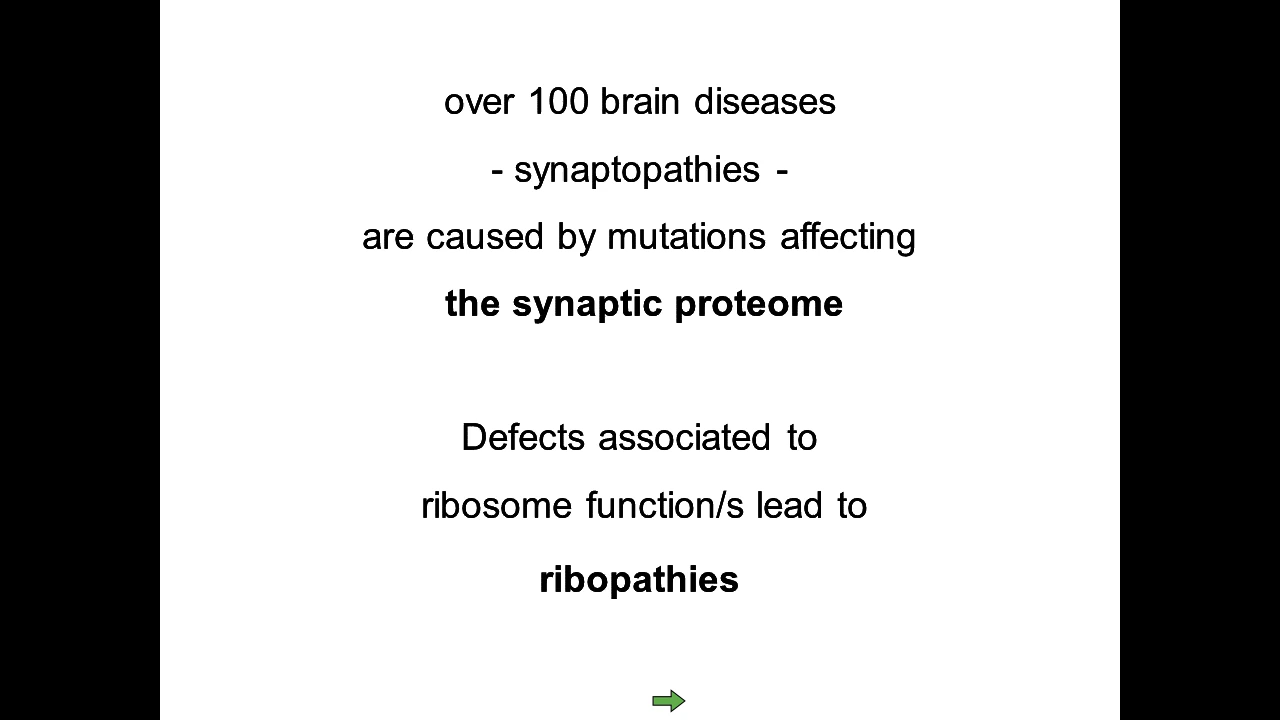 over 100 brain diseases
- synaptopathies -
are caused by mutations affecting
the synaptic proteome
Defects associated to
ribosome function/s lead to
ribopathies